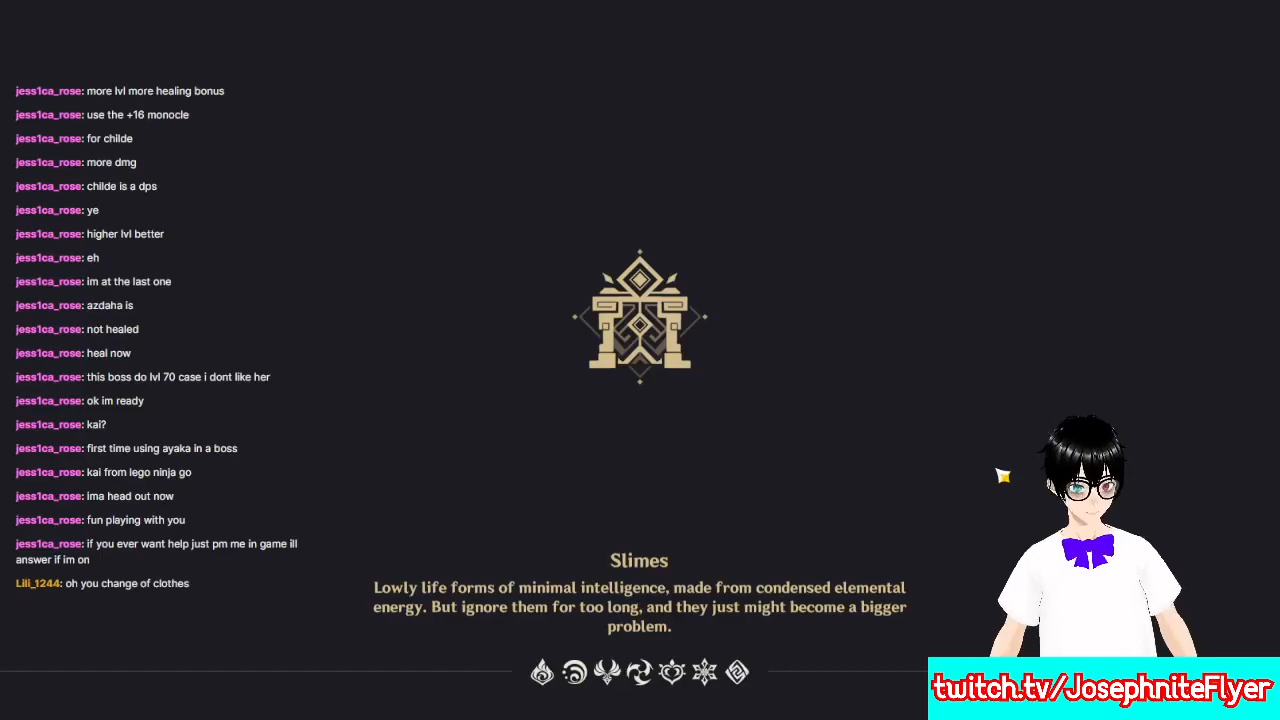 jess1ca_rose: more lvl more healing bonus
jess1ca_rose: use the +16 monocle
jess1ca_rose: for childe
jess1ca_rose: more dmg
jess1ca_rose: childe is a dps
jess1ca_rose: ye
jess1ca_rose: higher lvl better
jess1ca_rose: eh
jess1ca_rose: im at the last one
jess1ca_rose: azdaha is
jess1ca_rose: not healed
jess1ca_rose: heal now
jess1ca_rose: this boss do lvl 70 case i dont like her
jess1ca_rose: ok im ready
jess1ca_rose: kai?
jess1ca_rose: first time using ayaka in a boss
jess1ca_rose: kai from lego ninja go
jess1ca_rose: ima head out now
jess1ca_rose: fun playing with you
jess1ca_rose: if you ever want help just pm me in game ill
answer if im on
Lili_1244: oh you change of clothes
Slimes
Lowly life forms of minimal intelligence, made from condensed elemental
energy. But ignore them for too long, and they just might become a bigger
problem.
twitch.tv/JosephniteFlyer